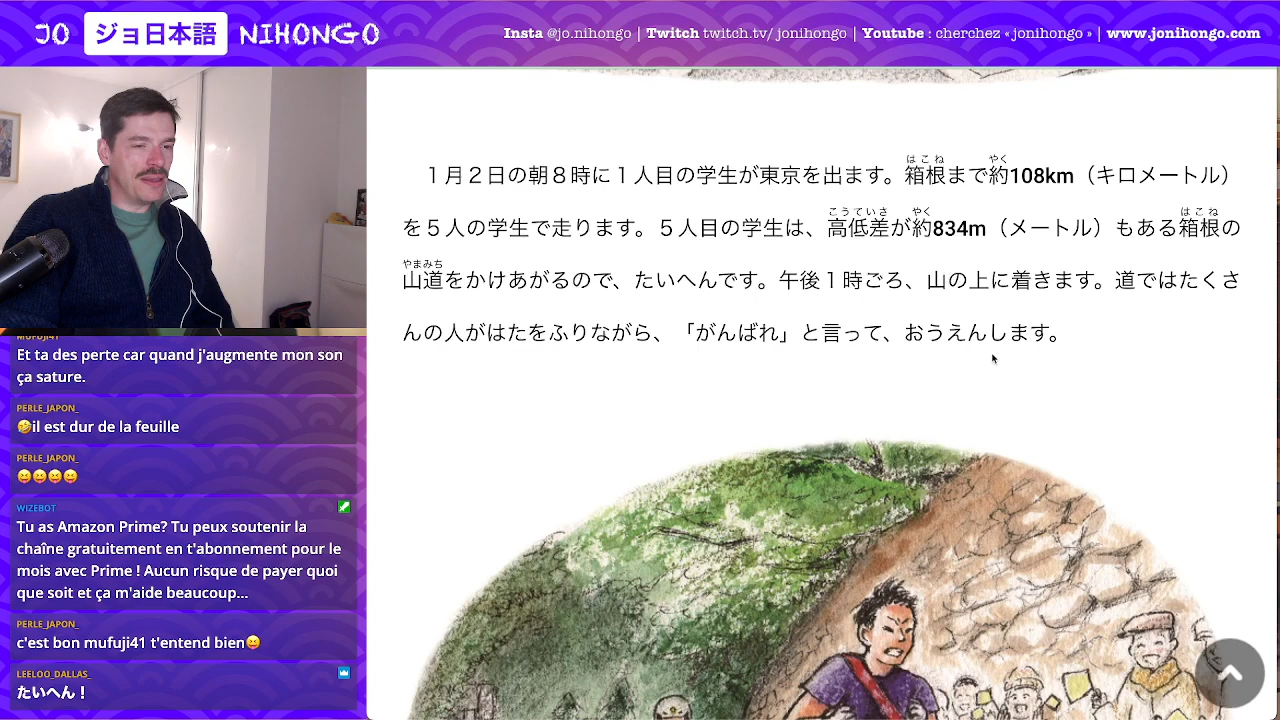 JO ジョ日本語 NIHONGO
Insta @jo.nihongo | Twitch twitch.tv/ jonihongo | Youtube : cherchez « jonihongo » | www.jonihongo.com
はこね やく
１月２日の朝８時に１人目の学生が東京を出ます。箱根まで約108km（キロメートル）
こうていさ やく はこね
を５人の学生で走ります。５人目の学生は、高低差が約834m（メートル）もある箱根の
やまみち
山道をかけあがるので、たいへんです。午後１時ごろ、山の上に着きます。道ではたくさ
んの人がはたをふりながら、「がんばれ」と言って、おうえんします。
MUFUJI41
Et ta des perte car quand j'augmente mon son
ça sature.
PERLE_JAPON_
🤣il est dur de la feuille
PERLE_JAPON_
😝😝😝😝
WIZEBOT
Tu as Amazon Prime? Tu peux soutenir la
chaîne gratuitement en t'abonnement pour le
mois avec Prime ! Aucun risque de payer quoi
que soit et ça m'aide beaucoup...
PERLE_JAPON_
c'est bon mufuji41 t'entend bien😝
LEELOO_DALLAS_
たいへん！